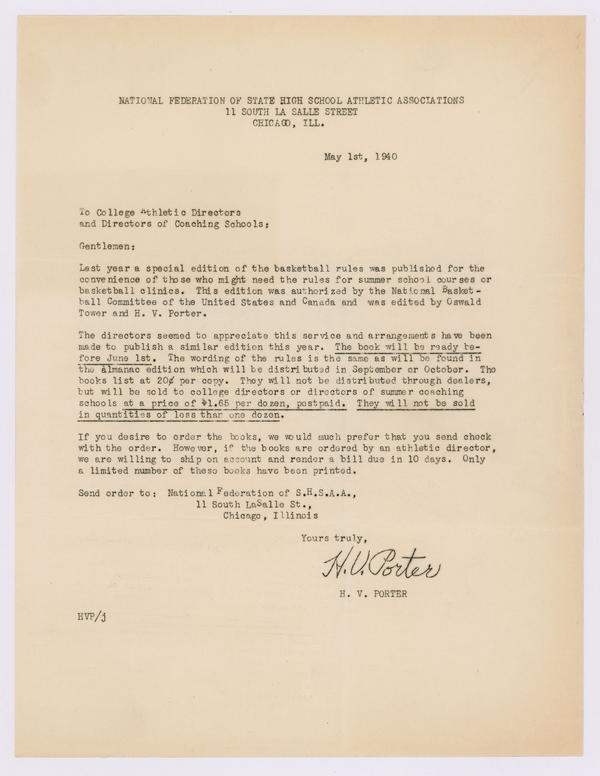 NATIONAL FEDERATION OF STATE HIGH SCHOOL ATHLETIC ASSOCIATIONS
11 SOUTH LA SALLE STREET
CHICAGO, ILL.
May 1st, 1940
To College Athletic Directors
and Directors of Coaching Schools;
Gentlemen;
Last year a special edition of the basketball rules was published for the
convenience of those who might need the rules for summer school courses or
basketball clinics. This edition was authorized by the National Basket-
ball Committee of the United States and Canada and was edited by Oswald
Tower and H. V. Porter.
The directors seemed to appreciate this service and arrangements have been
made to publish a similar edition this year. The book will be ready be-
fore June 1st. The wording of the rules is the same as will be found in
the almanac edition which will be distributed in September or October. The
books list at 20¢ per copy. They will not be distributed through dealers,
but will be sold to college directors or directors of summer coaching
schools at a price of $1.65 per dozen, postpaid. They will not be sold
in quantities of less than one dozen.
If you desire to order the books, we would much prefer that you send check
with the order. However, if the books are ordered by an athletic director,
we are willing to ship on account and render a bill due in 10 days. Only
a limited number of these books have been printed.
Send order to: National Federation of S.H.S.A.A.,
11 South LaSalle St.,
Chicago, Illinois
Yours truly,
H. V. Porter
H. V. PORTER
HVP/j